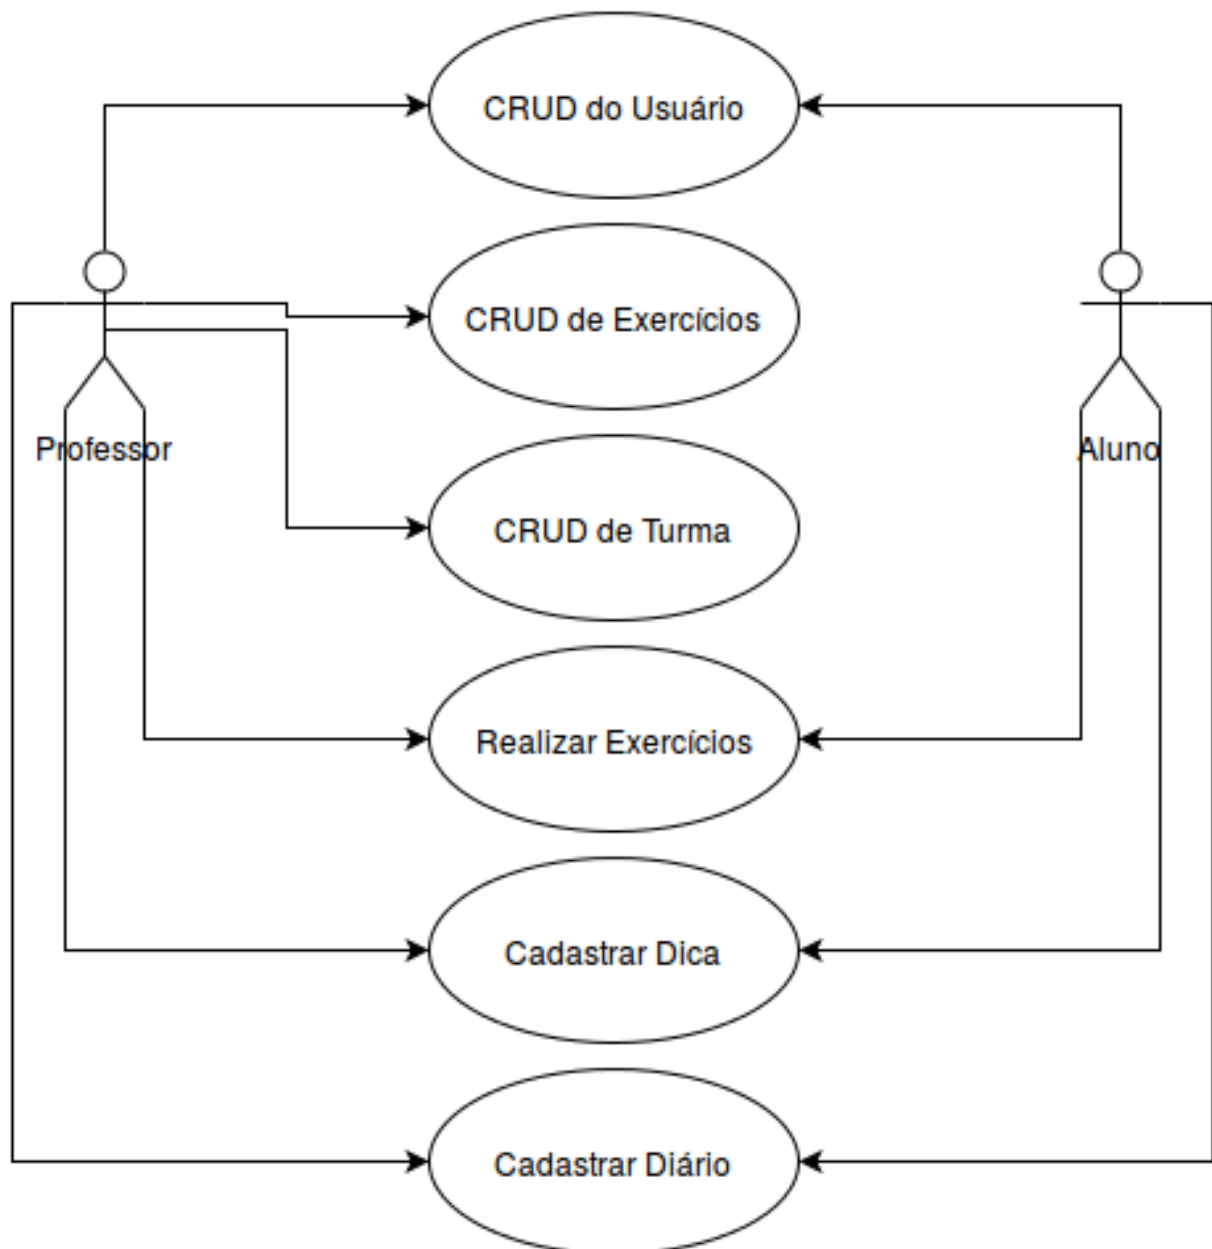 CRUD do Usuário
CRUD de Exercícios
Professor
Aluno
CRUD de Turma
Realizar Exercícios
Cadastrar Dica
Cadastrar Diário